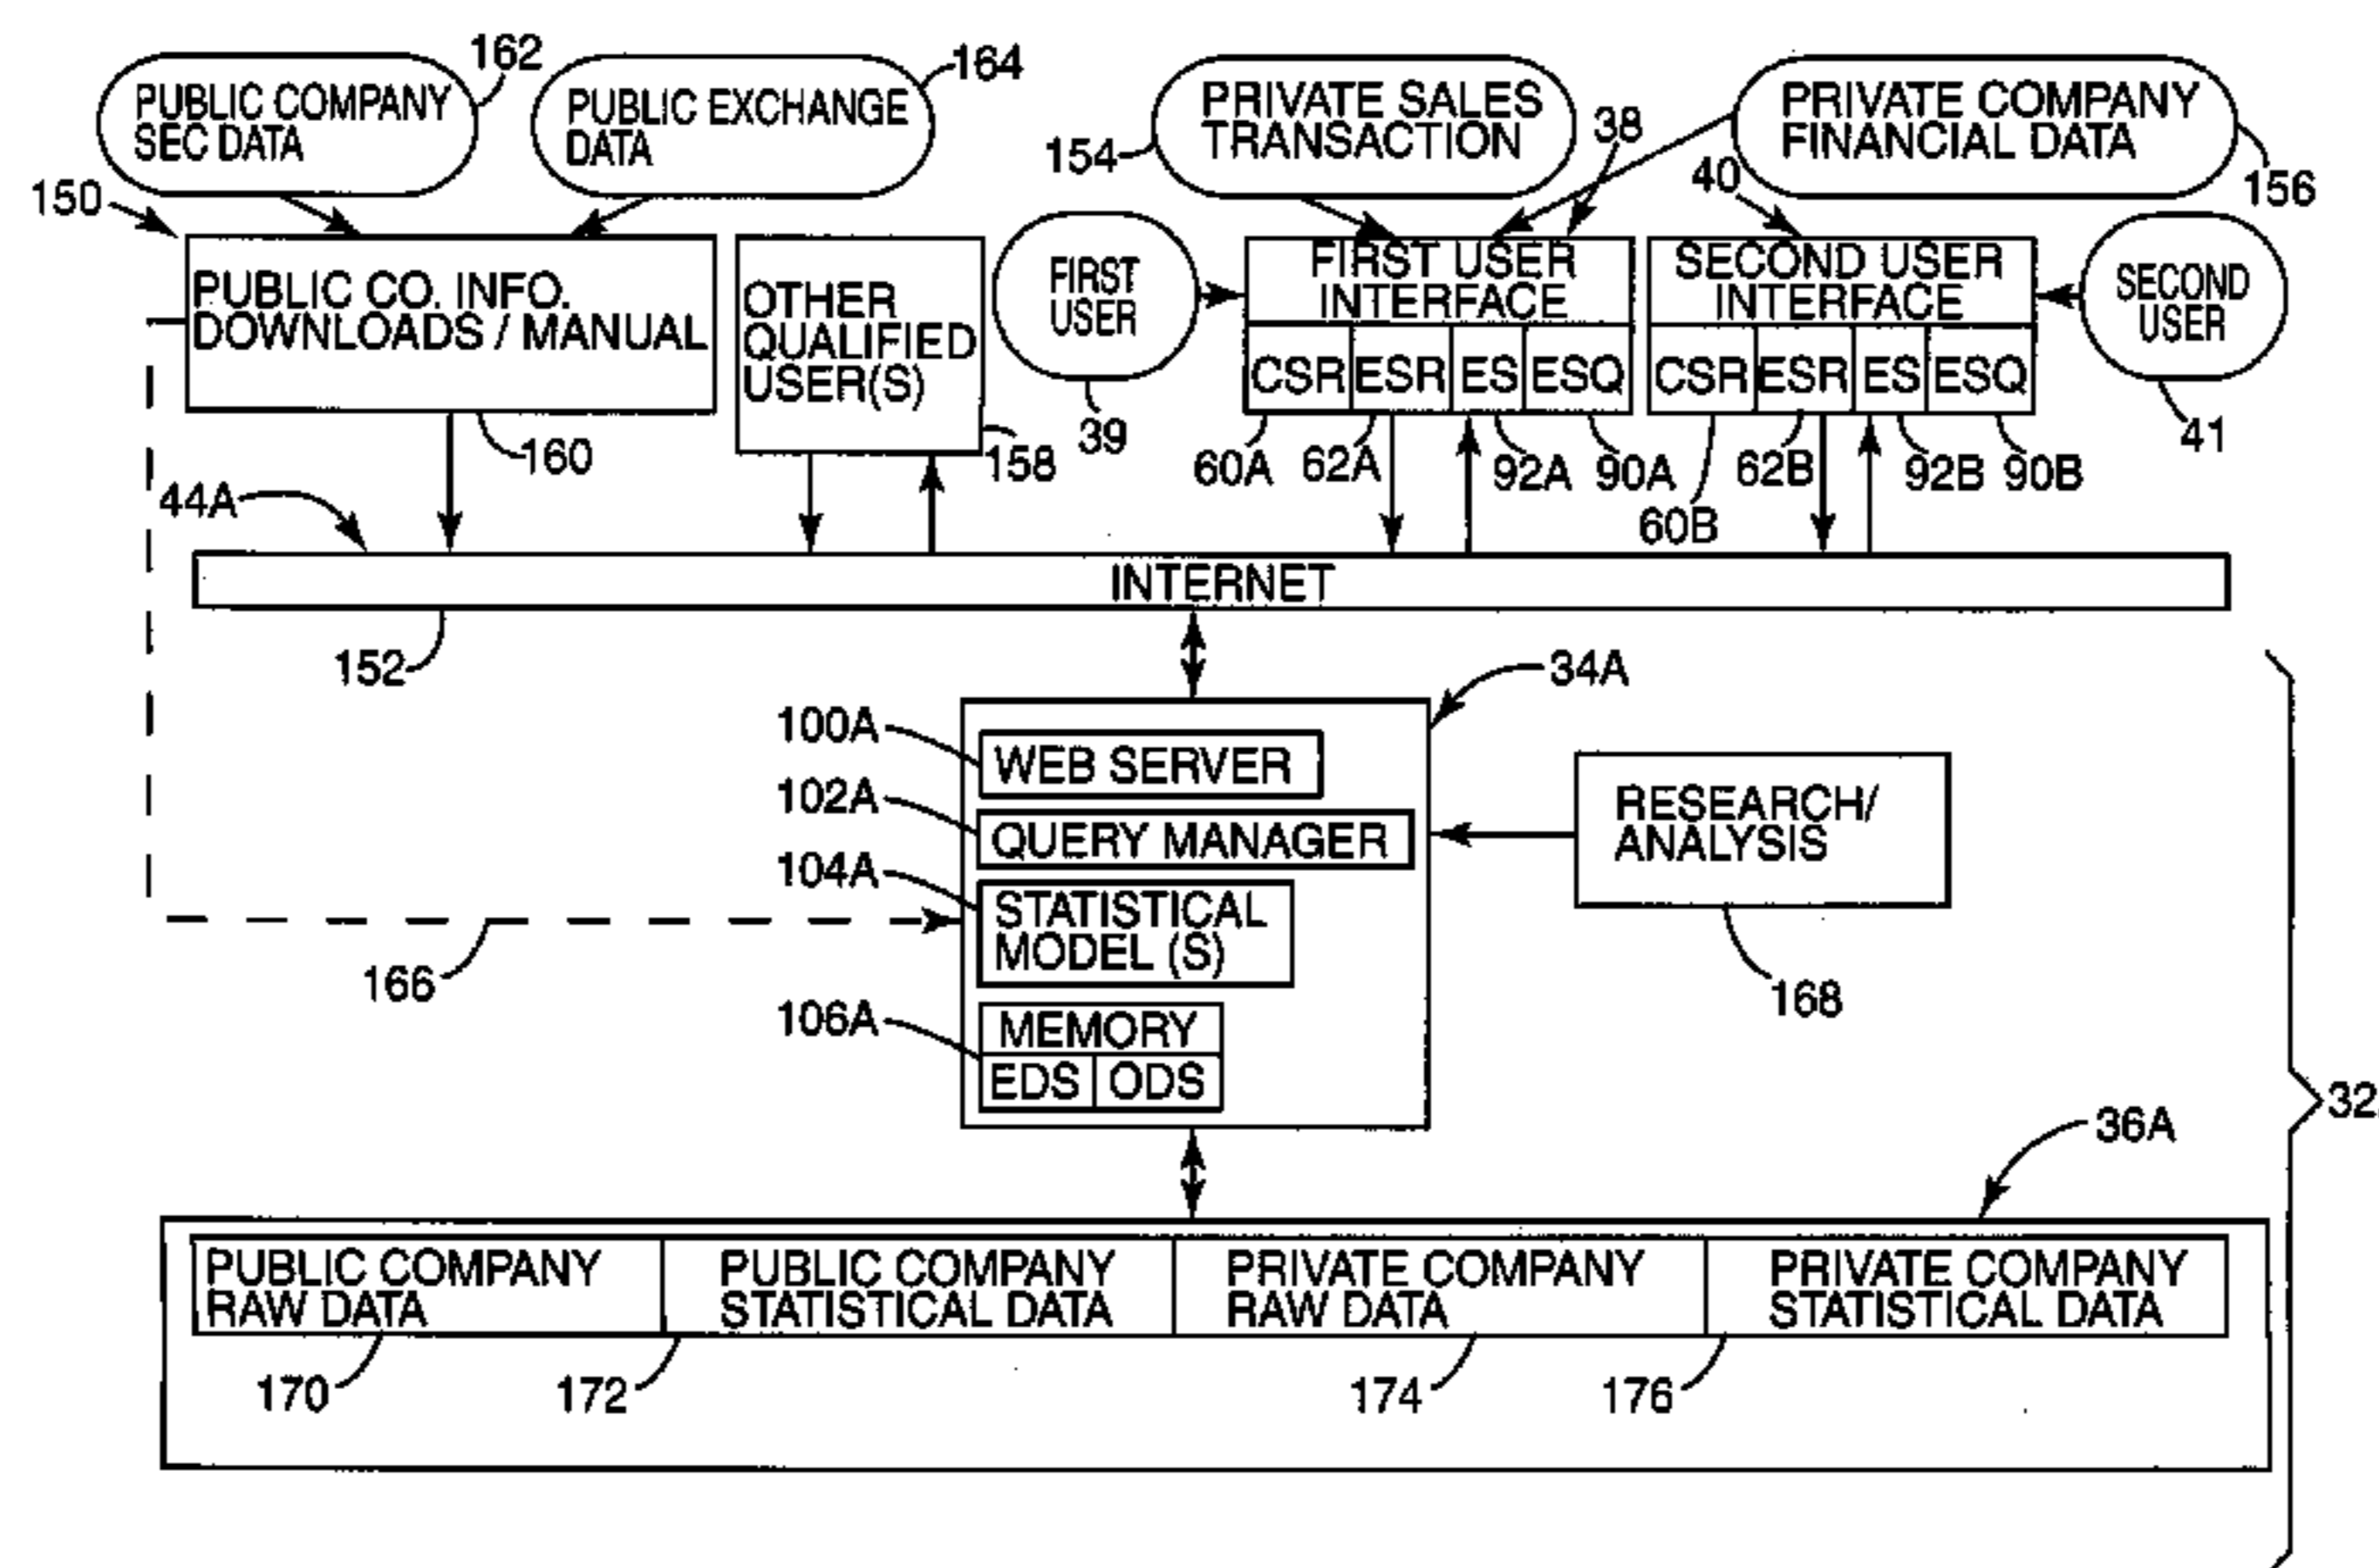 162
164
PUBLIC COMPANY
SEC DATA
PUBLIC EXCHANGE
DATA
PRIVATE SALES
TRANSACTION
38
PRIVATE COMPANY
FINANCIAL DATA
154
40
156
150
PUBLIC CO. INFO.
DOWNLOADS / MANUAL
OTHER
QUALIFIED
USER(S)
FIRST
USER
FIRST USER
INTERFACE
CSR ESR ES ESQ
SECOND USER
INTERFACE
CSR ESR ES ESQ
SECOND
USER
160
158
39
60A 62A 92A 90A
62B 92B 90B
41
44A
60B
INTERNET
152
34A
100A
WEB SERVER
102A
QUERY MANAGER
RESEARCH/
ANALYSIS
104A
STATISTICAL
MODEL (S)
166
168
106A
MEMORY
EDS ODS
32
36A
PUBLIC COMPANY
RAW DATA
PUBLIC COMPANY
STATISTICAL DATA
PRIVATE COMPANY
RAW DATA
PRIVATE COMPANY
STATISTICAL DATA
170
172
174
176